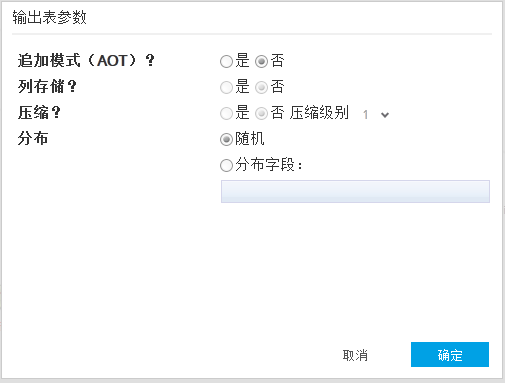 输出表参数
追加模式（AOT）？ 是 否
列存储？ 是 否
压缩？ 是 否 压缩级别 1
分布 随机
分布字段：
取消 确定